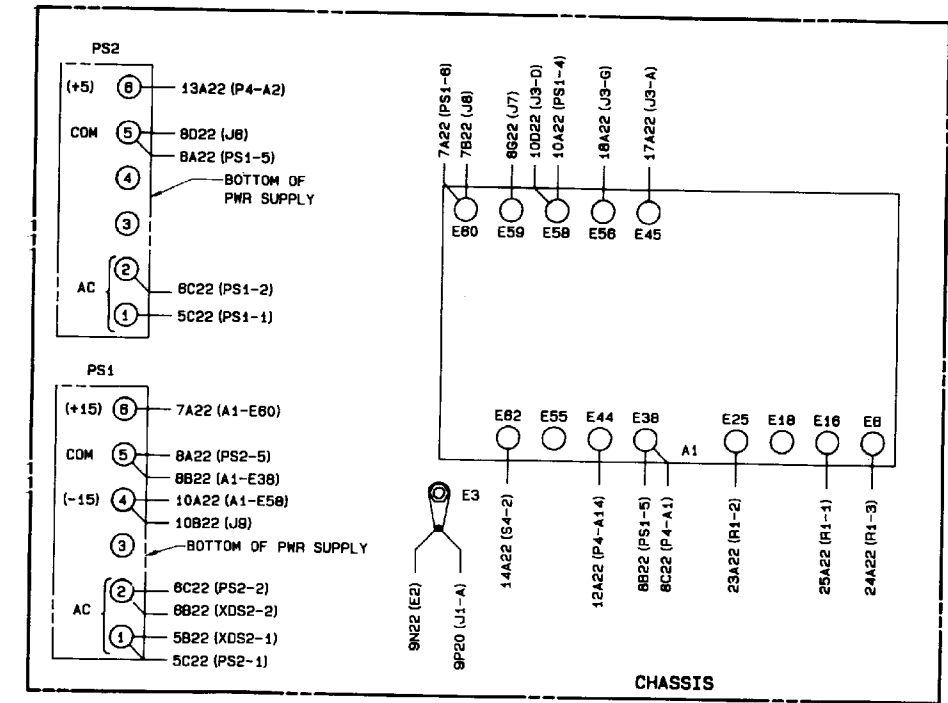 PS2
(+5) 6 13A22 (P4-A2)
COM 5 8D22 (J6)
8A22 (PS1-5)
4 BOTTOM OF
PWR SUPPLY
3
AC 2 6C22 (PS1-2)
1 5C22 (PS1-1)
PS1
(+15) 6 7A22 (A1-E60)
COM 5 8A22 (PS2-5)
8B22 (A1-E38)
(-15) 4 10A22 (A1-E58)
10B22 (J9)
3 BOTTOM OF PWR SUPPLY
AC 2 6C22 (PS2-2)
6B22 (XDS2-2)
1 5B22 (XDS2-1)
5C22 (PS2-1)
7A22 (PS1-6)
7B22 (J8)
8G22 (J7)
10D22 (J3-D)
10A22 (PS1-4)
18A22 (J3-G)
17A22 (J3-A)
E60 E59 E58 E56 E45
E62 E55 E44 E38 E25 E18 E16 E8
A1
E3
9N22 (E2)
9P20 (J1-A)
14A22 (S4-2)
12A22 (P4-A14)
8B22 (PS1-5)
8C22 (P4-A1)
23A22 (R1-2)
25A22 (R1-1)
24A22 (R1-3)
CHASSIS